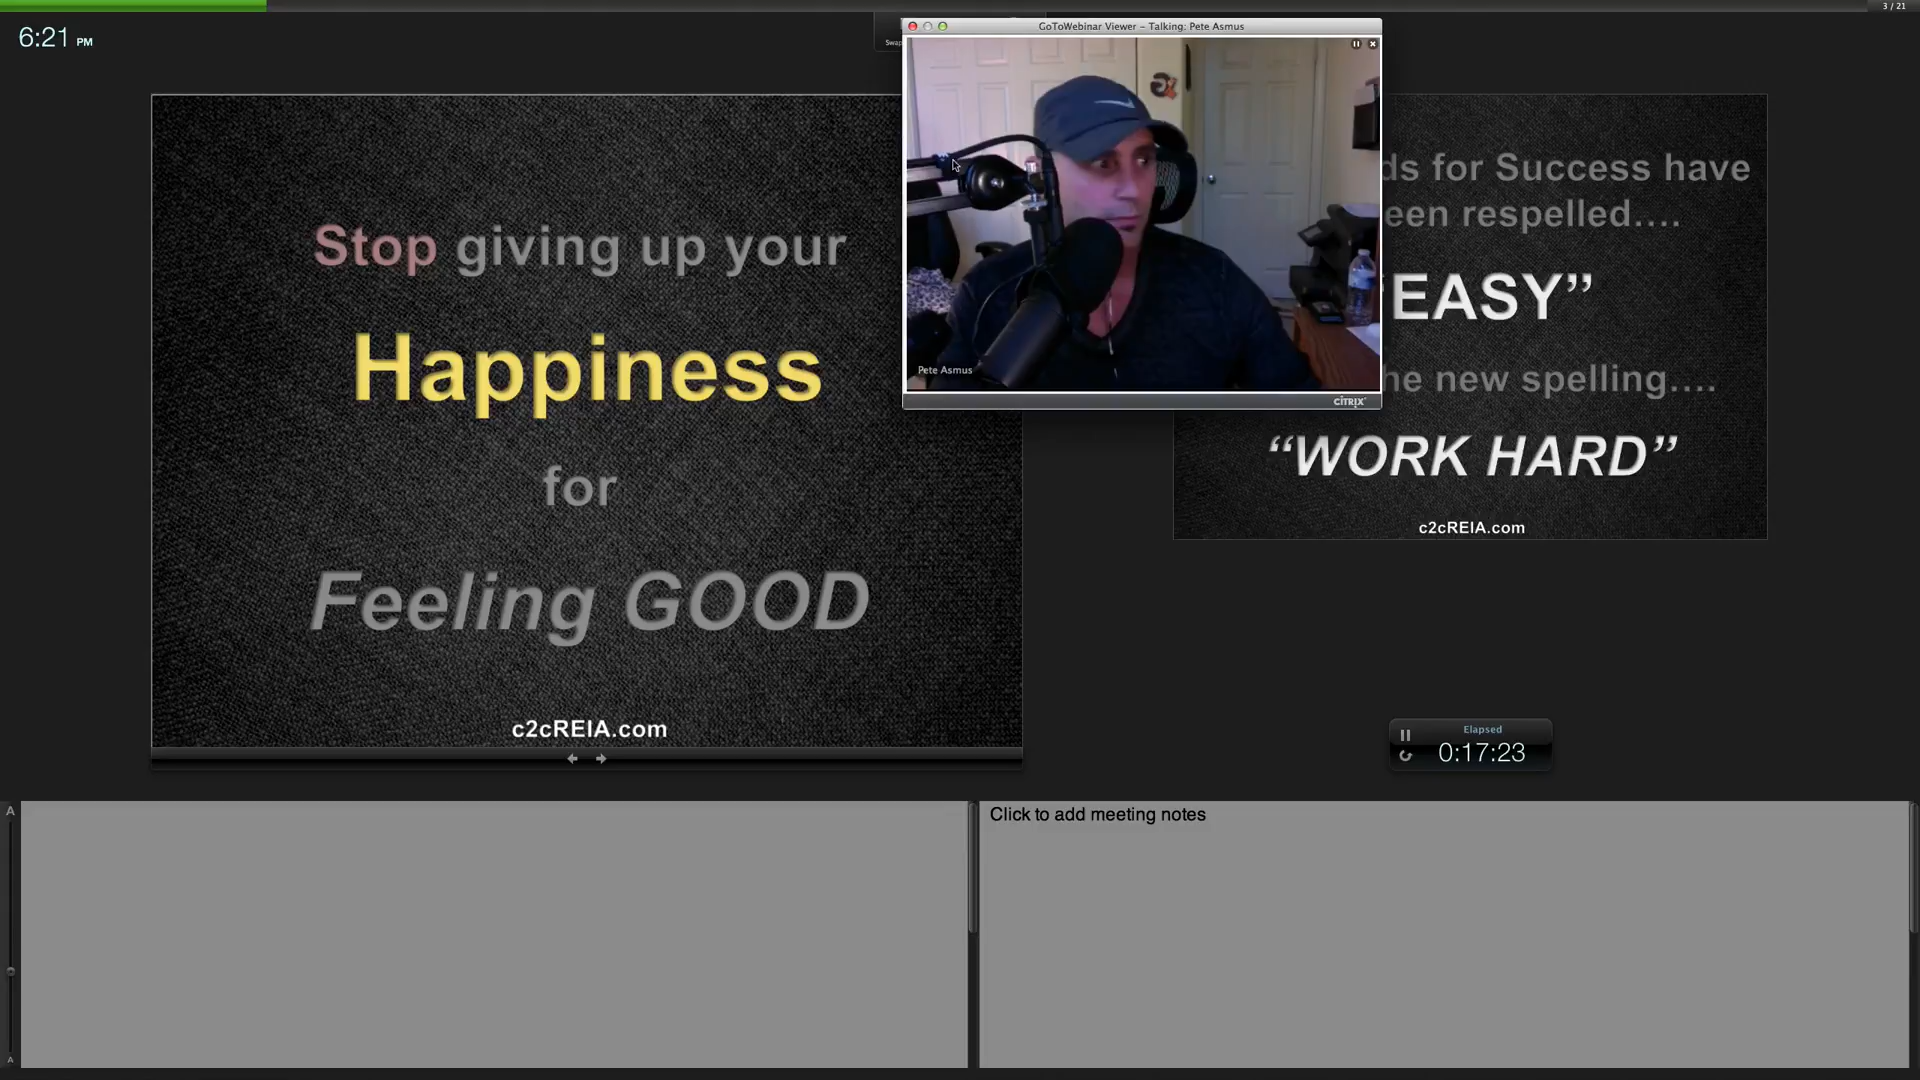 3 / 21
6:21 PM
Swap
GoToWebinar Viewer - Talking: Pete Asmus
Stop giving up your
Happiness
for
Feeling GOOD
c2cREIA.com
Pete Asmus
CITRIX
ds for Success have
een respelled....
EASY”
he new spelling....
“WORK HARD”
c2cREIA.com
Elapsed
0:17:23
A
A
Click to add meeting notes